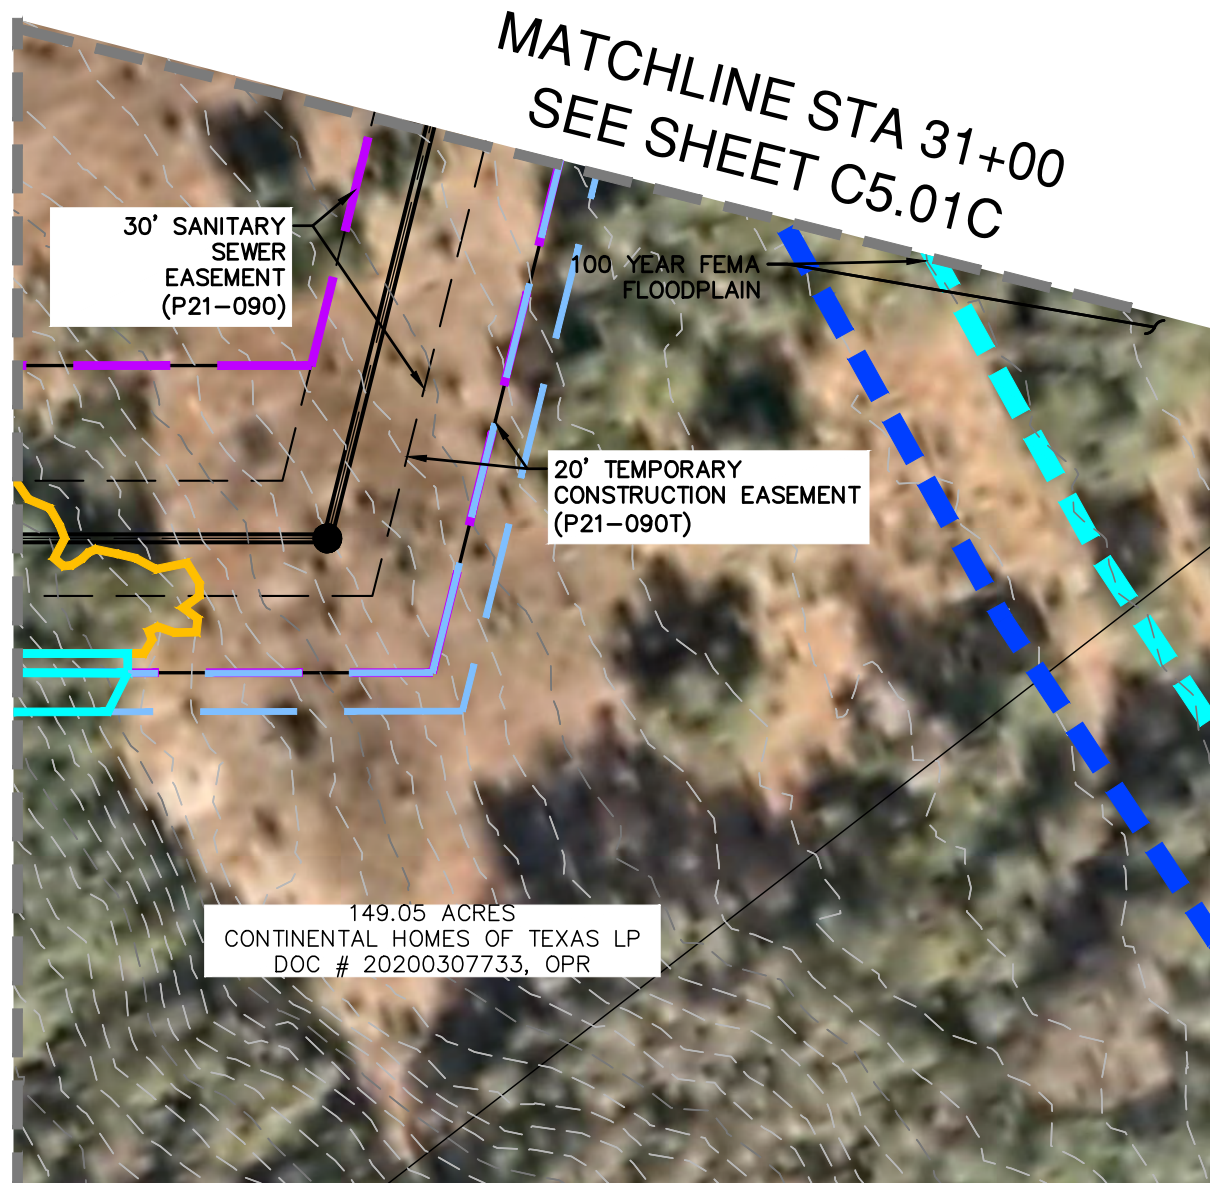 MATCHLINE STA 31+00
SEE SHEET C5.01C
30' SANITARY
SEWER
EASEMENT
(P21-090)
100 YEAR FEMA
FLOODPLAIN
20' TEMPORARY
CONSTRUCTION EASEMENT
(P21-090T)
149.05 ACRES
CONTINENTAL HOMES OF TEXAS LP
DOC # 20200307733, OPR